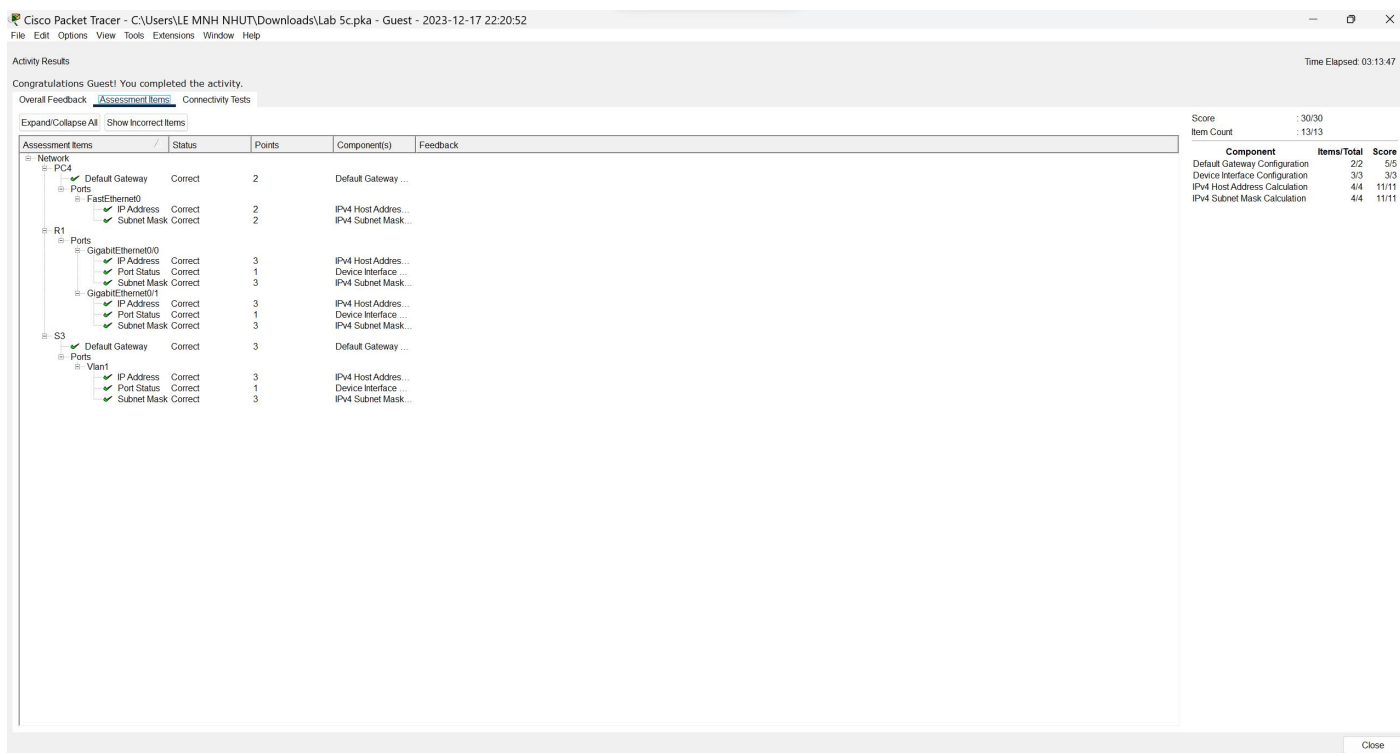 Cisco Packet Tracer - C:\Users\LE MNH NHUT\Downloads\Lab 5c.pka - Guest - 2023-12-17 22:20:52
File Edit Options View Tools Extensions Window Help
Activity Results
Time Elapsed: 03:13:47
Congratulations Guest! You completed the activity.
Overall Feedback Assessment Items Connectivity Tests
Expand/Collapse All Show Incorrect Items
Assessment Items Status Points Component(s) Feedback
Network
PC4
Default Gateway Correct 2 Default Gateway ...
Ports
FastEthernet0
IP Address Correct 2 IPv4 Host Addres...
Subnet Mask Correct 2 IPv4 Subnet Mask...
R1
Ports
GigabitEthernet0/0
IP Address Correct 3 IPv4 Host Addres...
Port Status Correct 1 Device Interface ...
Subnet Mask Correct 3 IPv4 Subnet Mask...
GigabitEthernet0/1
IP Address Correct 3 IPv4 Host Addres...
Port Status Correct 1 Device Interface ...
Subnet Mask Correct 3 IPv4 Subnet Mask...
S3
Default Gateway Correct 3 Default Gateway ...
Ports
Vlan1
IP Address Correct 3 IPv4 Host Addres...
Port Status Correct 1 Device Interface ...
Subnet Mask Correct 3 IPv4 Subnet Mask...
Score : 30/30
Item Count : 13/13
Component Items/Total Score
Default Gateway Configuration 2/2 5/5
Device Interface Configuration 3/3 3/3
IPv4 Host Address Calculation 4/4 11/11
IPv4 Subnet Mask Calculation 4/4 11/11
Close